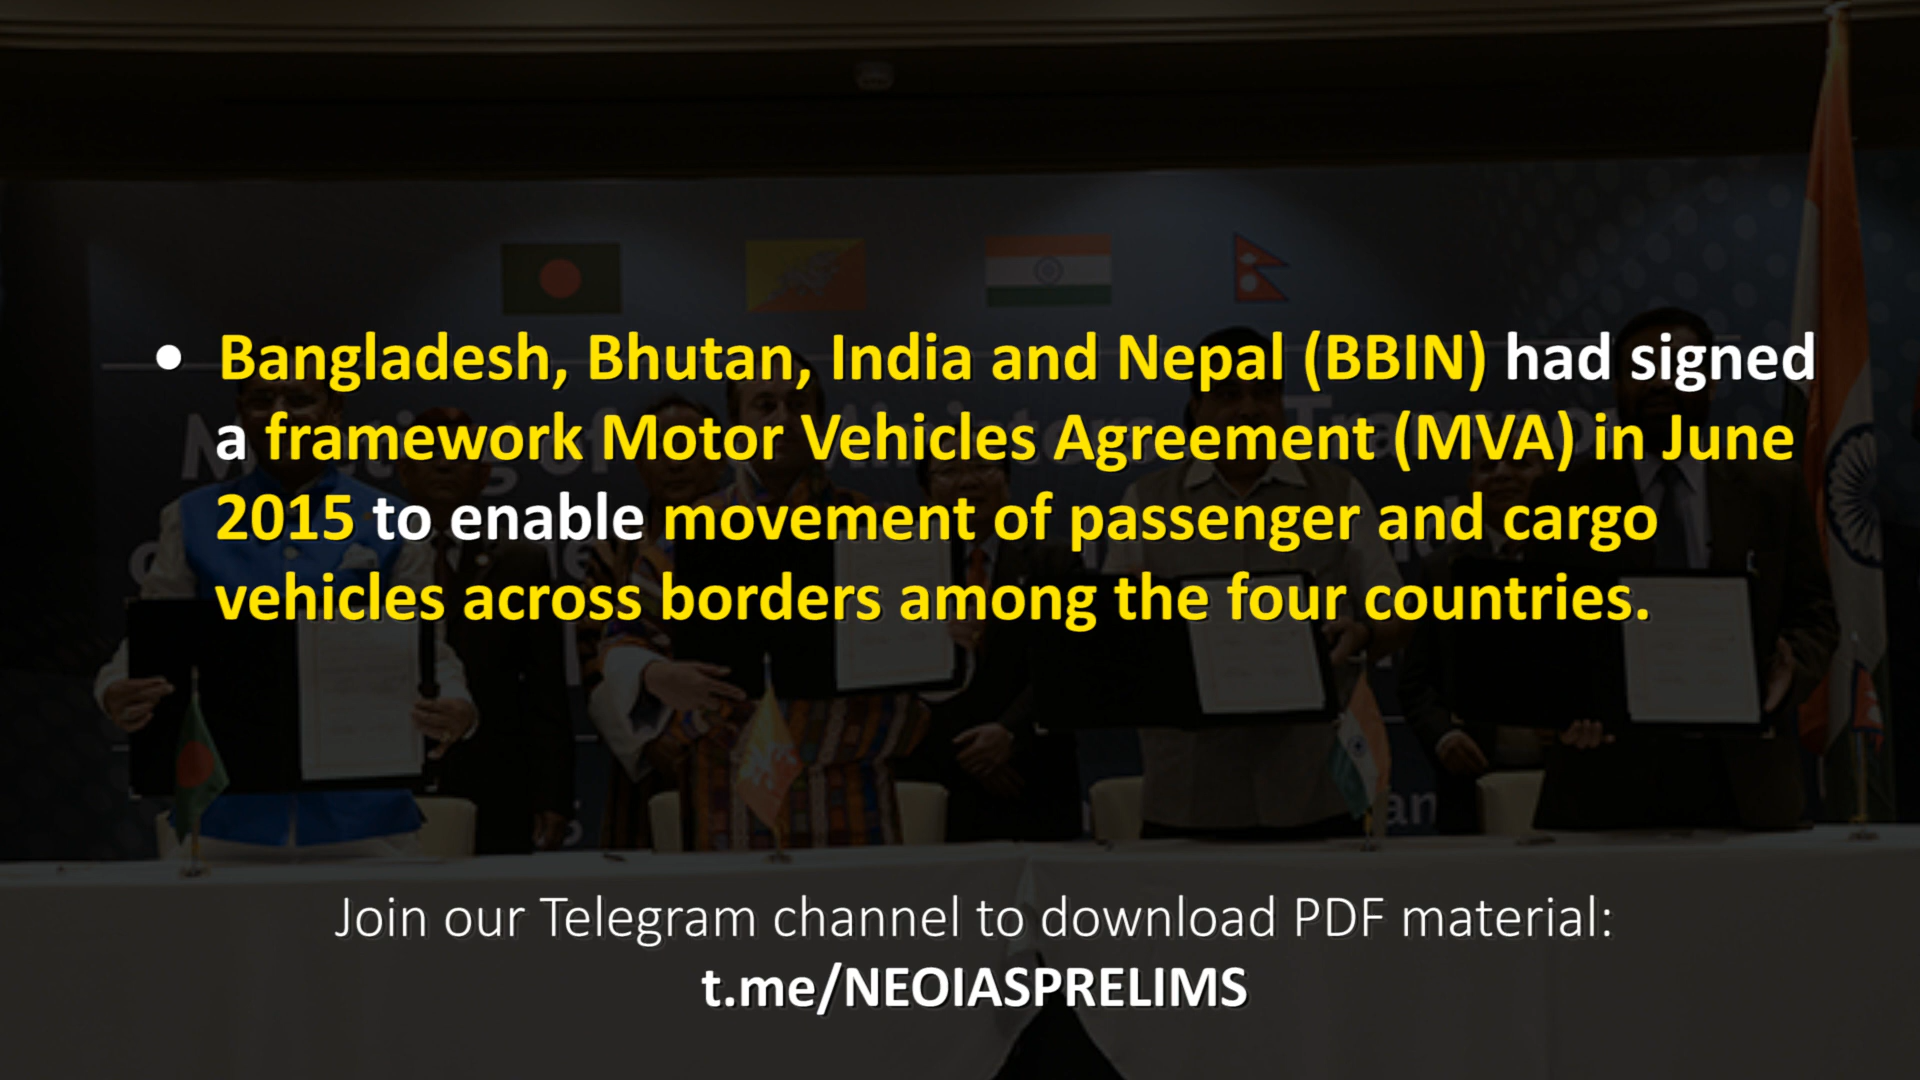 • Bangladesh, Bhutan, India and Nepal (BBIN) had signed
a framework Motor Vehicles Agreement (MVA) in June
2015 to enable movement of passenger and cargo
vehicles across borders among the four countries.
Join our Telegram channel to download PDF material:
t.me/NEOIASPRELIMS